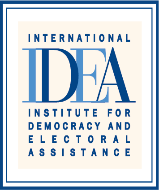 INTERNATIONAL
IDEA
INSTITUTE FOR
DEMOCRACY AND
ELECTORAL
ASSISTANCE